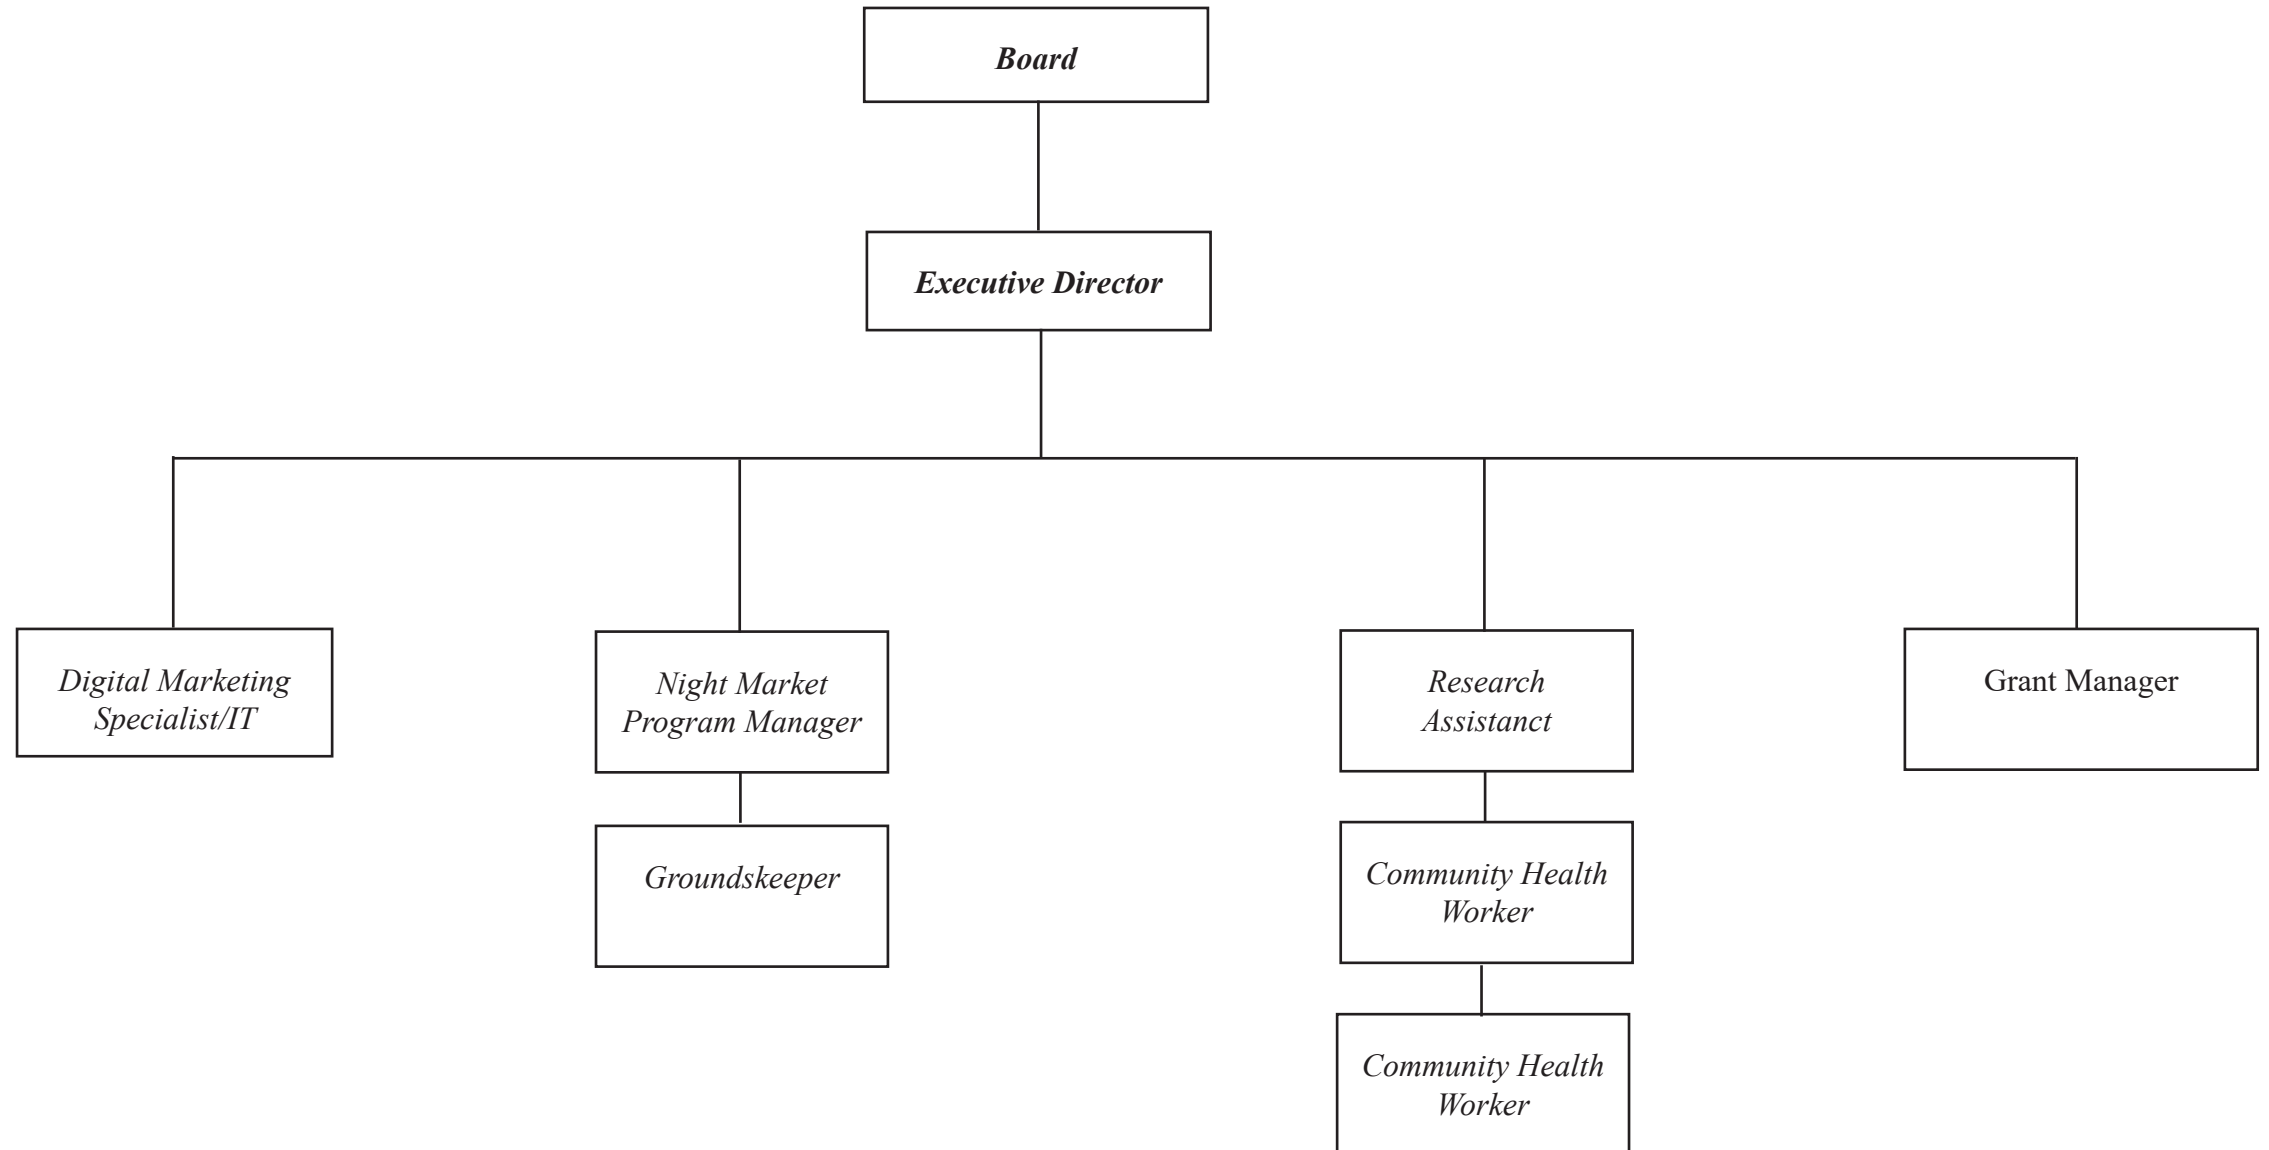 Board
Executive Director
Digital Marketing
Specialist/IT
Night Market
Program Manager
Research
Assistanct
Grant Manager
Groundskeeper
Community Health
Worker
Community Health
Worker